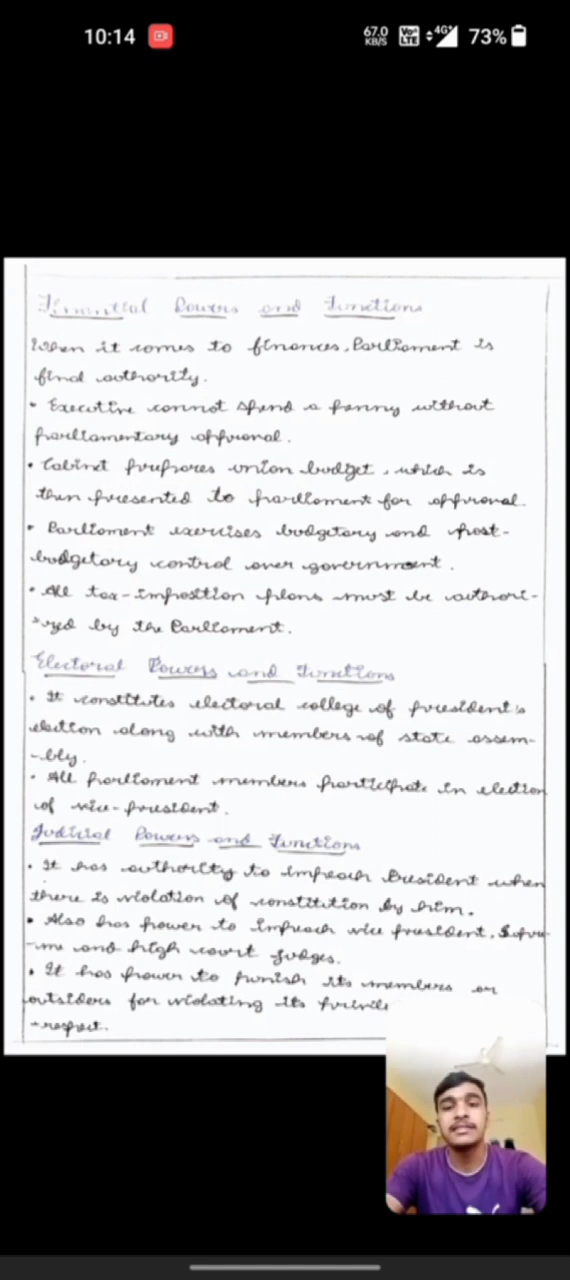 10:14
67.0 KB/S Vo LTE 4G+ 73%
Financial Powers and Functions
When it comes to finances, Parliament is
final authority.
• Executive cannot spend a penny without
parliamentary approval.
• Cabinet prepares union budget, which is
then presented to parliament for approval.
• Parliament exercises budgetary and post-
budgetary control over government.
• All tax-imposition plans must be authori-
-zed by the Parliament.
Electoral Powers and Functions
• It constitutes electoral college of president's
election along with members of state assem-
-bly.
• All parliament members participate in election
of vice-president.
Judicial Powers and Functions
• It has authority to impeach President when
there is violation of constitution by him.
• Also has power to impeach vice president, Supre-
-me and high court judges.
• It has power to punish its members or
outsiders for violating its